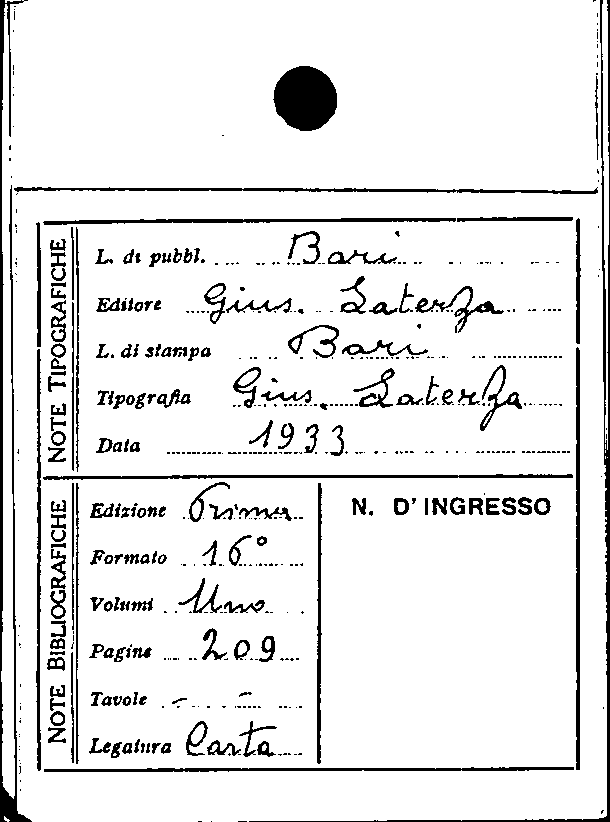 NOTE TIPOGRAFICHE
L. di pubbl. Bari
Editore Gius. Laterza
L. di stampa Bari
Tipografia Gius. Laterza
Data 1933
NOTE BIBLIOGRAFICHE
Edizione Prima
Formato 16°
Volumi Uno
Pagine 209
Tavole - -
Legatura Carta
N. D'INGRESSO